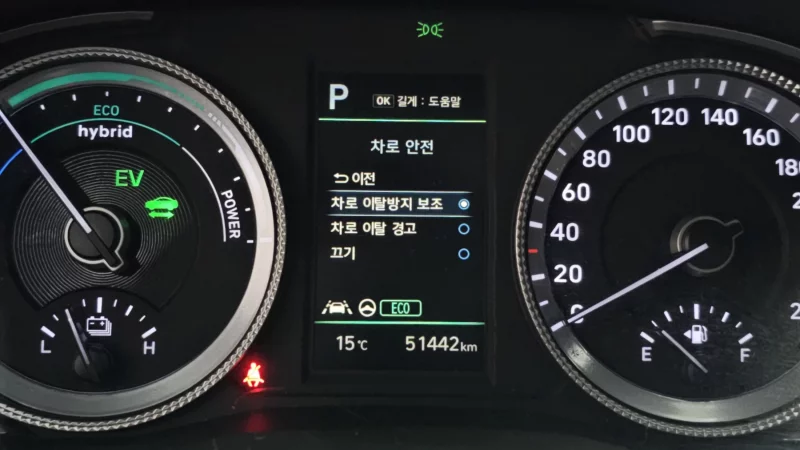 ECO
hybrid
EV
POWER
L
H
P
OK 길게 : 도움말
차로 안전
이전
차로 이탈방지 보조
차로 이탈 경고
끄기
ECO
15℃
51442km
0
20
40
60
80
100
120
140
160
180
E
F